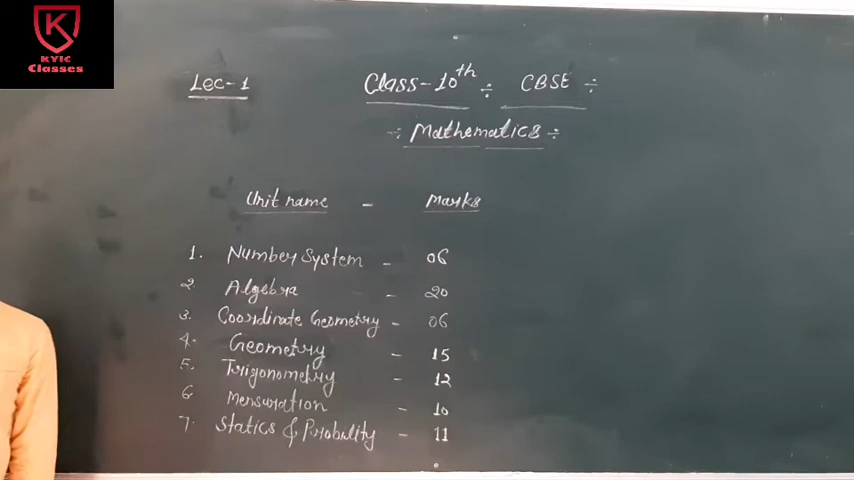 K
KYIC
Classes
Lec-1
Class-10th ÷ CBSE ÷
÷ Mathematics ÷
Unit name - Marks
1. Number System - 06
2. Algebra - 20
3. Coordinate Geometry - 06
4. Geometry - 15
5. Trigonometry - 12
6. Mensuration - 10
7. Statics & Probability - 11